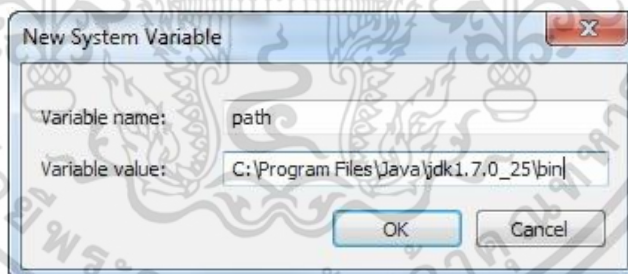 New System Variable
Variable name: path
Variable value: C:\Program Files\Java\jdk1.7.0_25\bin
OK Cancel